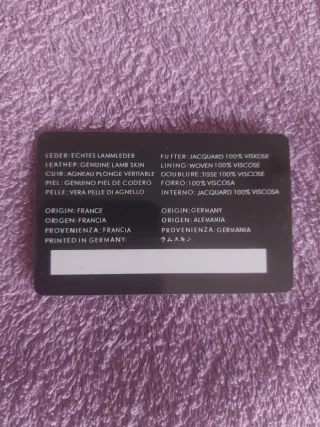 LEDER: ECHTES LAMMLEDER
LEATHER: GENUINE LAMB SKIN
CUIR: AGNEAU PLONGE VERITABLE
PIEL: GENUINO PIEL DE CODERO
PELLE: VERA PELLE DI AGNELLO
FUTTER: JACQUARD 100% VISKOSE
LINING: WOVEN 100% VISCOSE
DOUBLURE: TISSE 100% VISCOSE
FORRO: 100% VISCOSA
INTERNO: JACQUARD 100% VISCOSA
ORIGIN: FRANCE
ORIGEN: FRANCIA
PROVENIENZA: FRANCIA
PRINTED IN GERMANY:
ORIGIN: GERMANY
ORIGEN: ALEMANIA
PROVENIENZA: GERMANIA
ラムスキン